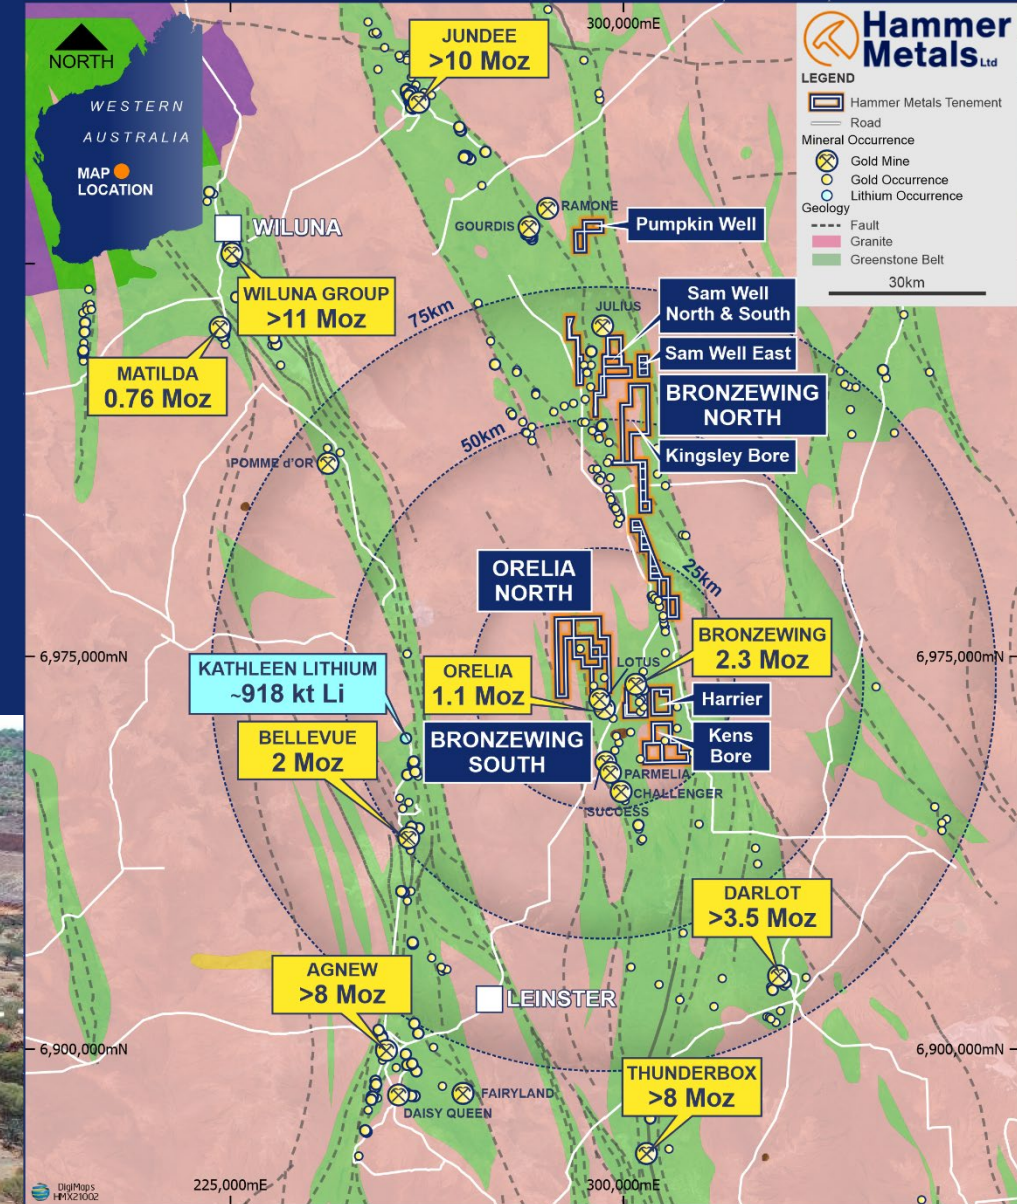 300,000mE
Hammer
Metals Ltd
LEGEND
Hammer Metals Tenement
Road
Mineral Occurrence
Gold Mine
Gold Occurrence
Lithium Occurrence
Geology
Fault
Granite
Greenstone Belt
30km
NORTH
WESTERN
AUSTRALIA
MAP
LOCATION
JUNDEE
>10 Moz
RAMONE
GOURDIS
Pumpkin Well
WILUNA
WILUNA GROUP
>11 Moz
MATILDA
0.76 Moz
75km
JULIUS
Sam Well
North & South
Sam Well East
BRONZEWING
NORTH
50km
Kingsley Bore
POMME d'OR
ORELIA
NORTH
25km
6,975,000mN
6,975,000mN
KATHLEEN LITHIUM
~918 kt Li
ORELIA
1.1 Moz
LOTUS
BRONZEWING
2.3 Moz
Harrier
BELLEVUE
2 Moz
BRONZEWING
SOUTH
Kens
Bore
PARMELIA
CHALLENGER
SUCCESS
DARLOT
>3.5 Moz
AGNEW
>8 Moz
LEINSTER
6,900,000mN
6,900,000mN
THUNDERBOX
>8 Moz
FAIRYLAND
DAISY QUEEN
DigiMaps
HMX21002
225,000mE
300,000mE